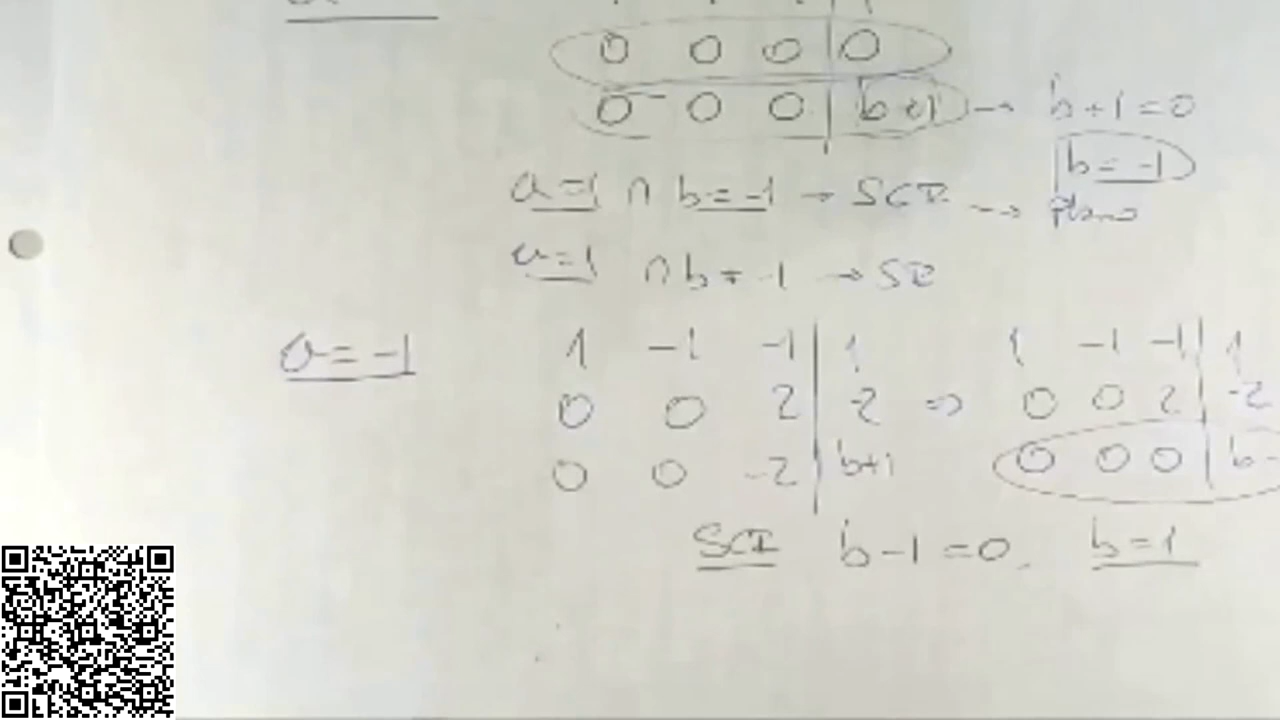 0 0 0 | 0
0 0 0 | b+1 → b+1=0
b=-1
a=1 ∩ b=-1 → SCI --> plano
a=1 ∩ b≠-1 → SI
a=-1
1 -1 -1 | 1
0 0 2 | -2
0 0 -2 | b+1
=>
1 -1 -1 | 1
0 0 2 | -2
0 0 0 | b-
SCI b-1=0. b=1